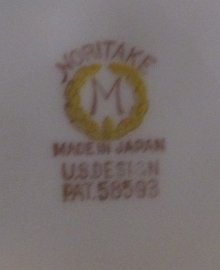 NORITAKE
M
MADE IN JAPAN
U.S.DESIGN
PAT.58593